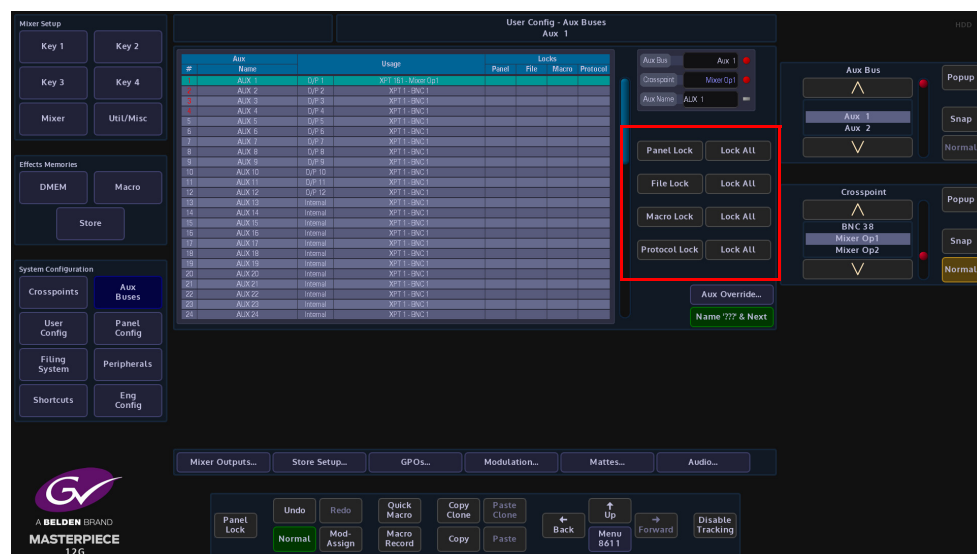 Mixer Setup
Key 1
Key 2
Key 3
Key 4
Mixer
Util/Misc
Effects Memories
DMEM
Macro
Store
System Configuration
Crosspoints
Aux
Buses
User
Config
Panel
Config
Filing
System
Peripherals
Shortcuts
Eng
Config
GV
A BELDEN BRAND
MASTERPIECE
12G
User Config - Aux Buses
Aux 1
Aux
Usage
Locks
# Name Panel File Macro Protocol
1 AUX 1 O/P 1 XPT 161 - Mixer Op1
2 AUX 2 O/P 2 XPT 1 - BNC 1
3 AUX 3 O/P 3 XPT 1 - BNC 1
4 AUX 4 O/P 4 XPT 1 - BNC 1
5 AUX 5 O/P 5 XPT 1 - BNC 1
6 AUX 6 O/P 6 XPT 1 - BNC 1
7 AUX 7 O/P 7 XPT 1 - BNC 1
8 AUX 8 O/P 8 XPT 1 - BNC 1
9 AUX 9 O/P 9 XPT 1 - BNC 1
10 AUX 10 O/P 10 XPT 1 - BNC 1
11 AUX 11 O/P 11 XPT 1 - BNC 1
12 AUX 12 O/P 12 XPT 1 - BNC 1
13 AUX 13 Internal XPT 1 - BNC 1
14 AUX 14 Internal XPT 1 - BNC 1
15 AUX 15 Internal XPT 1 - BNC 1
16 AUX 16 Internal XPT 1 - BNC 1
17 AUX 17 Internal XPT 1 - BNC 1
18 AUX 18 Internal XPT 1 - BNC 1
19 AUX 19 Internal XPT 1 - BNC 1
20 AUX 20 Internal XPT 1 - BNC 1
21 AUX 21 Internal XPT 1 - BNC 1
22 AUX 22 Internal XPT 1 - BNC 1
23 AUX 23 Internal XPT 1 - BNC 1
24 AUX 24 Internal XPT 1 - BNC 1
Aux Bus Aux 1
Crosspoint Mixer Op1
Aux Name AUX 1
Panel Lock Lock All
File Lock Lock All
Macro Lock Lock All
Protocol Lock Lock All
Aux Override...
Name '???' & Next
HDD
Aux Bus
Aux 1
Aux 2
Popup
Snap
Normal
Crosspoint
BNC 38
Mixer Op1
Mixer Op2
Popup
Snap
Normal
Mixer Outputs... Store Setup... GPOs... Modulation... Mattes... Audio...
Panel
Lock
Undo
Redo
Normal
Mod-
Assign
Quick
Macro
Macro
Record
Copy
Clone
Paste
Clone
Copy
Paste
← Back
↑ Up
Menu
8611
→ Forward
Disable
Tracking